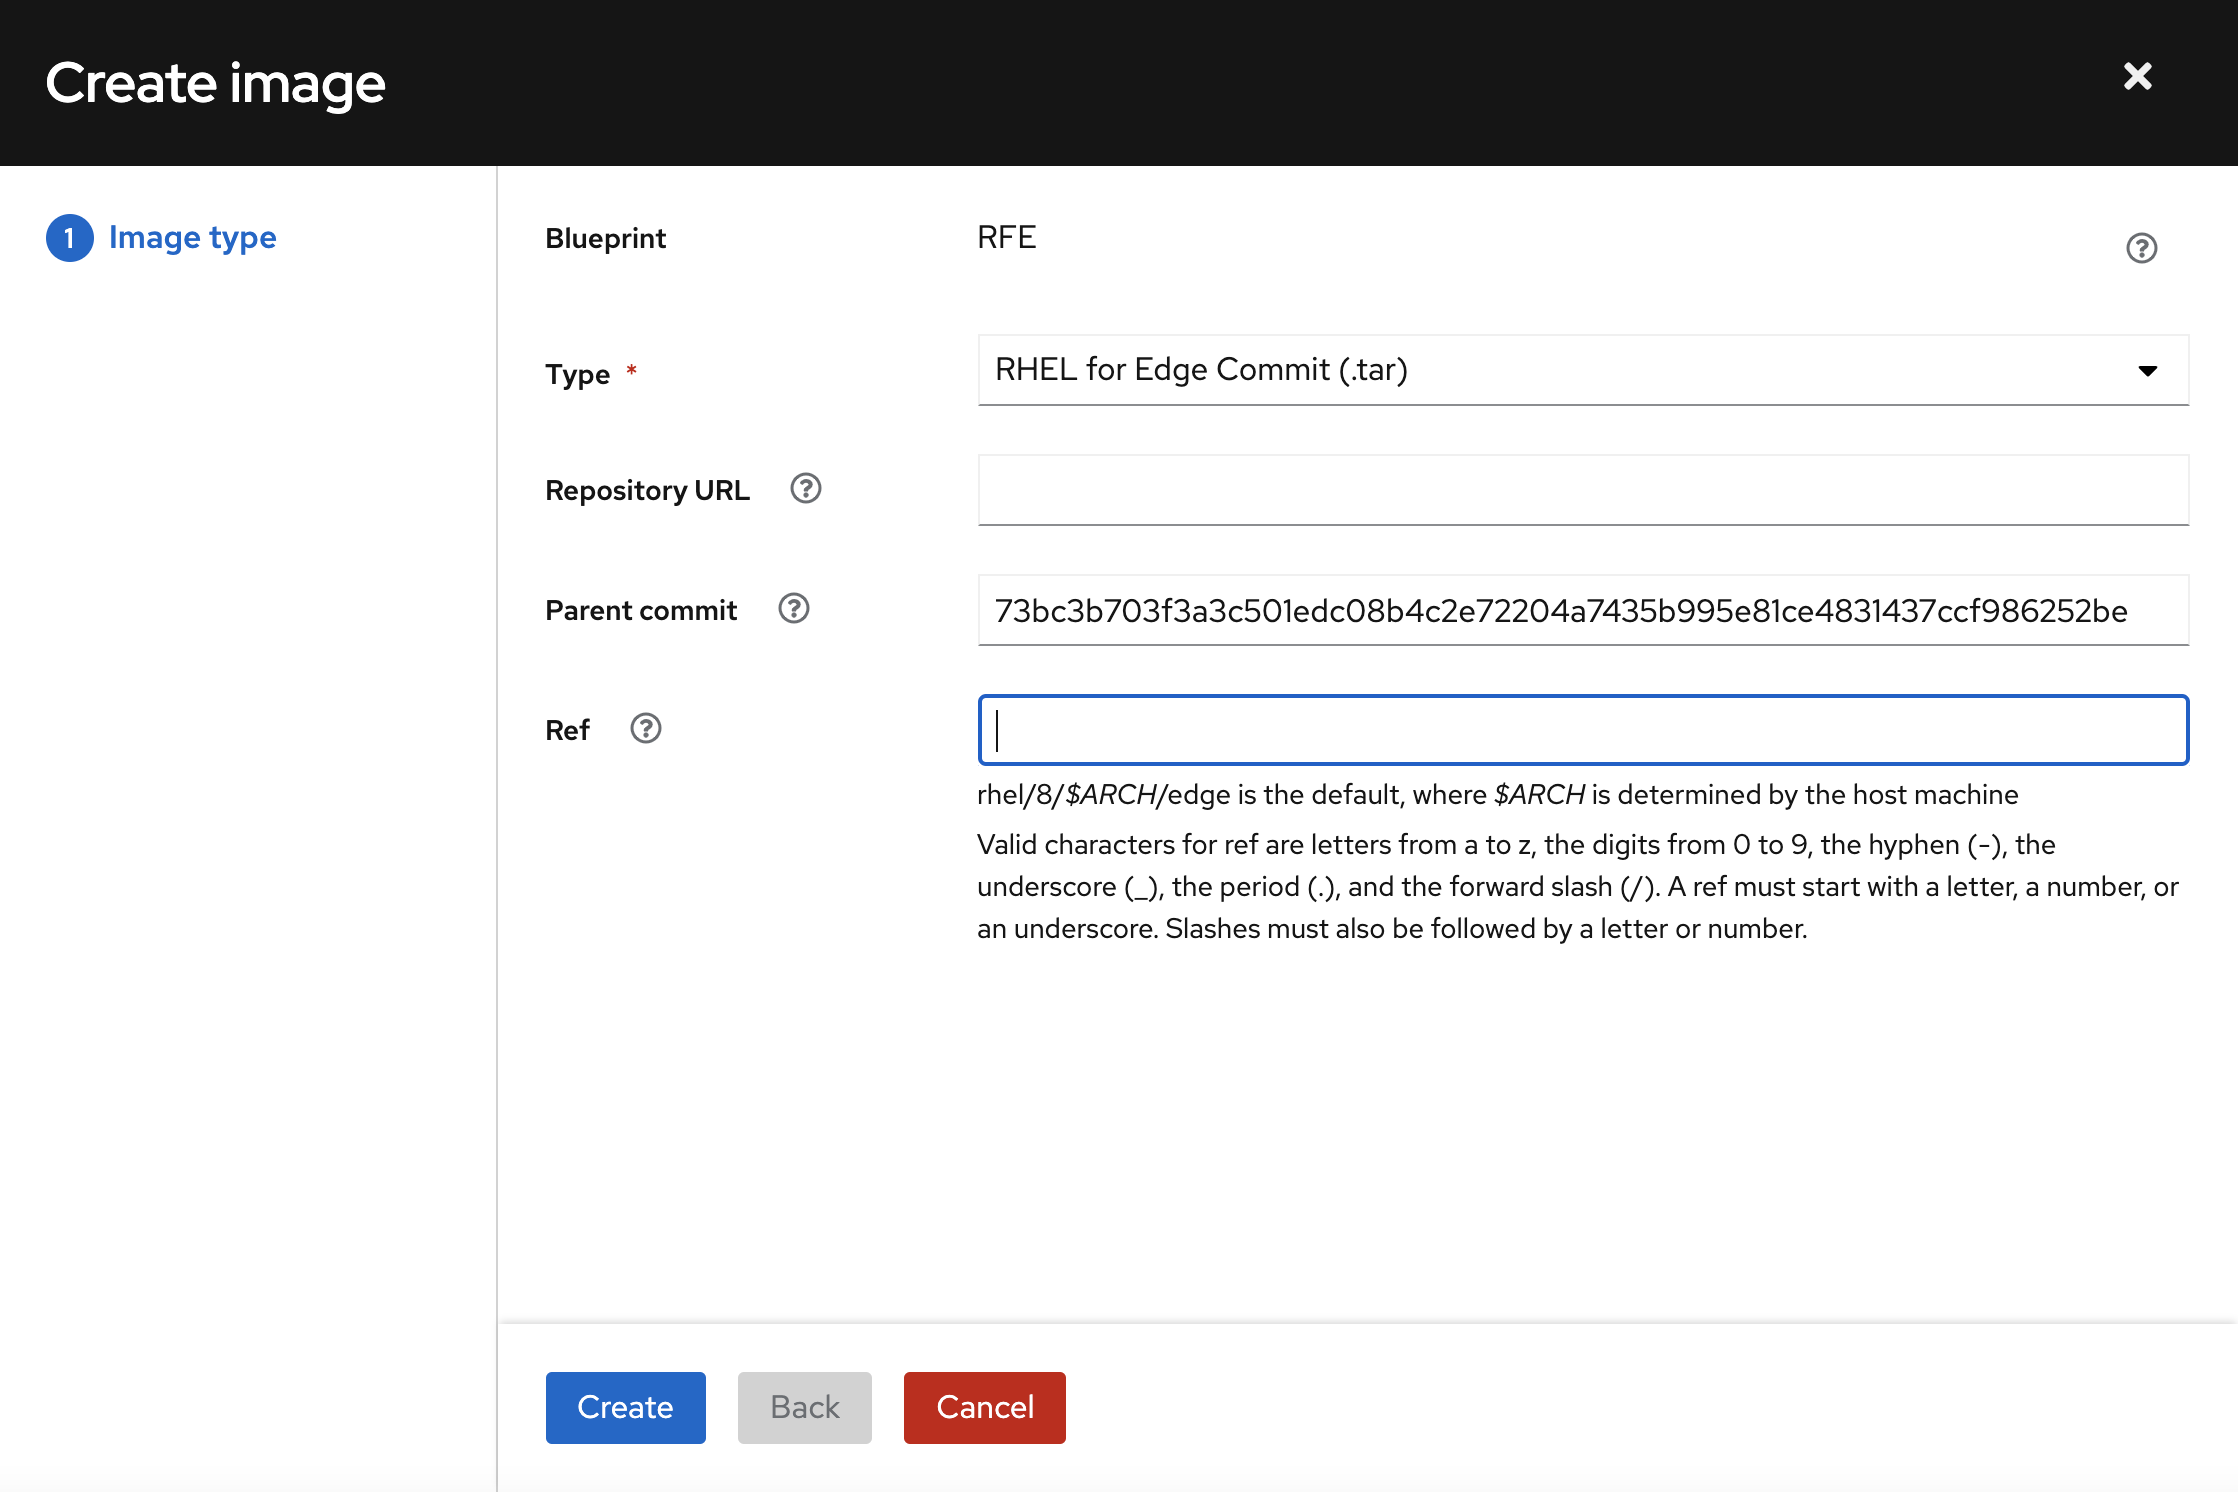 Create image
1 Image type
Blueprint RFE
Type * RHEL for Edge Commit (.tar)
Repository URL
Parent commit 73bc3b703f3a3c501edc08b4c2e72204a7435b995e81ce4831437ccf986252be
Ref
rhel/8/$ARCH/edge is the default, where $ARCH is determined by the host machine
Valid characters for ref are letters from a to z, the digits from 0 to 9, the hyphen (-), the
underscore (_), the period (.), and the forward slash (/). A ref must start with a letter, a number, or
an underscore. Slashes must also be followed by a letter or number.
Create Back Cancel